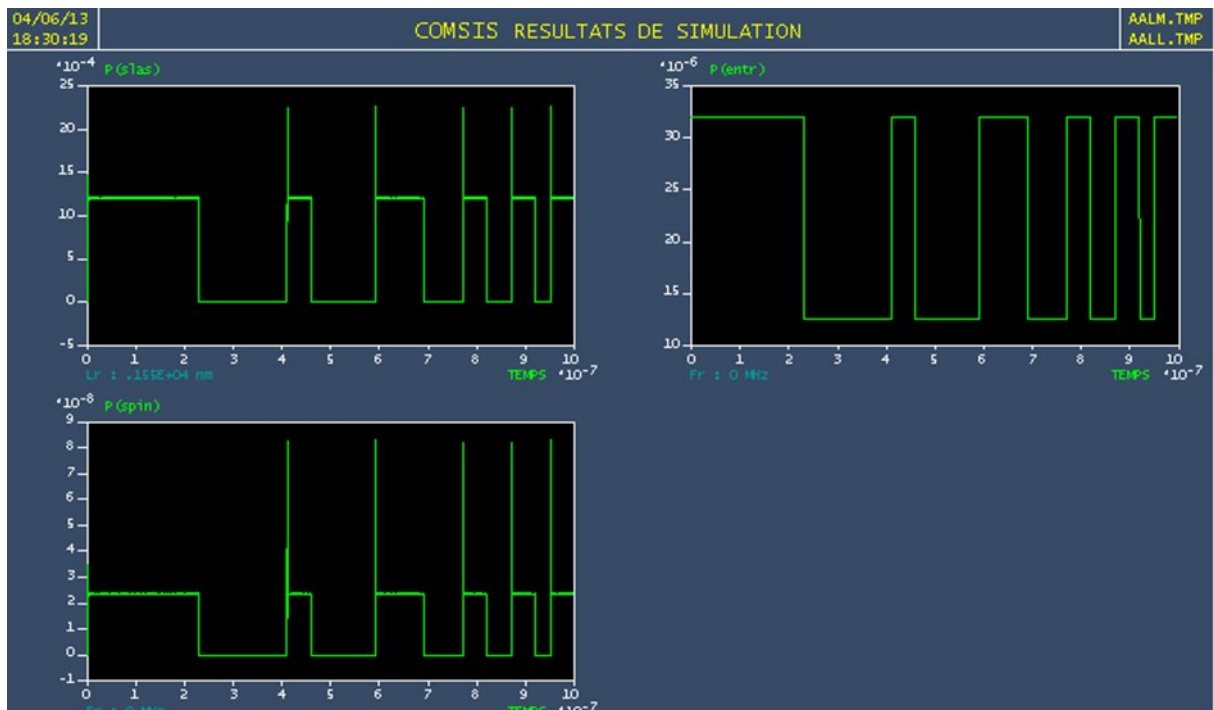 04/06/13
18:30:19
COMSIS RESULTATS DE SIMULATION
AALM.TMP
AALL.TMP
*10-4 P(slas)
25
20
15
10
5
0
-5
0 1 2 3 4 5 6 7 8 9 10
Lr : .155E+04 nm TEMPS *10-7
*10-6 P(entr)
35
30
25
20
15
10
0 1 2 3 4 5 6 7 8 9 10
Fr : 0 MHz TEMPS *10-7
*10-8 P(spin)
9
8
7
6
5
4
3
2
1
0
-1
0 1 2 3 4 5 6 7 8 9 10